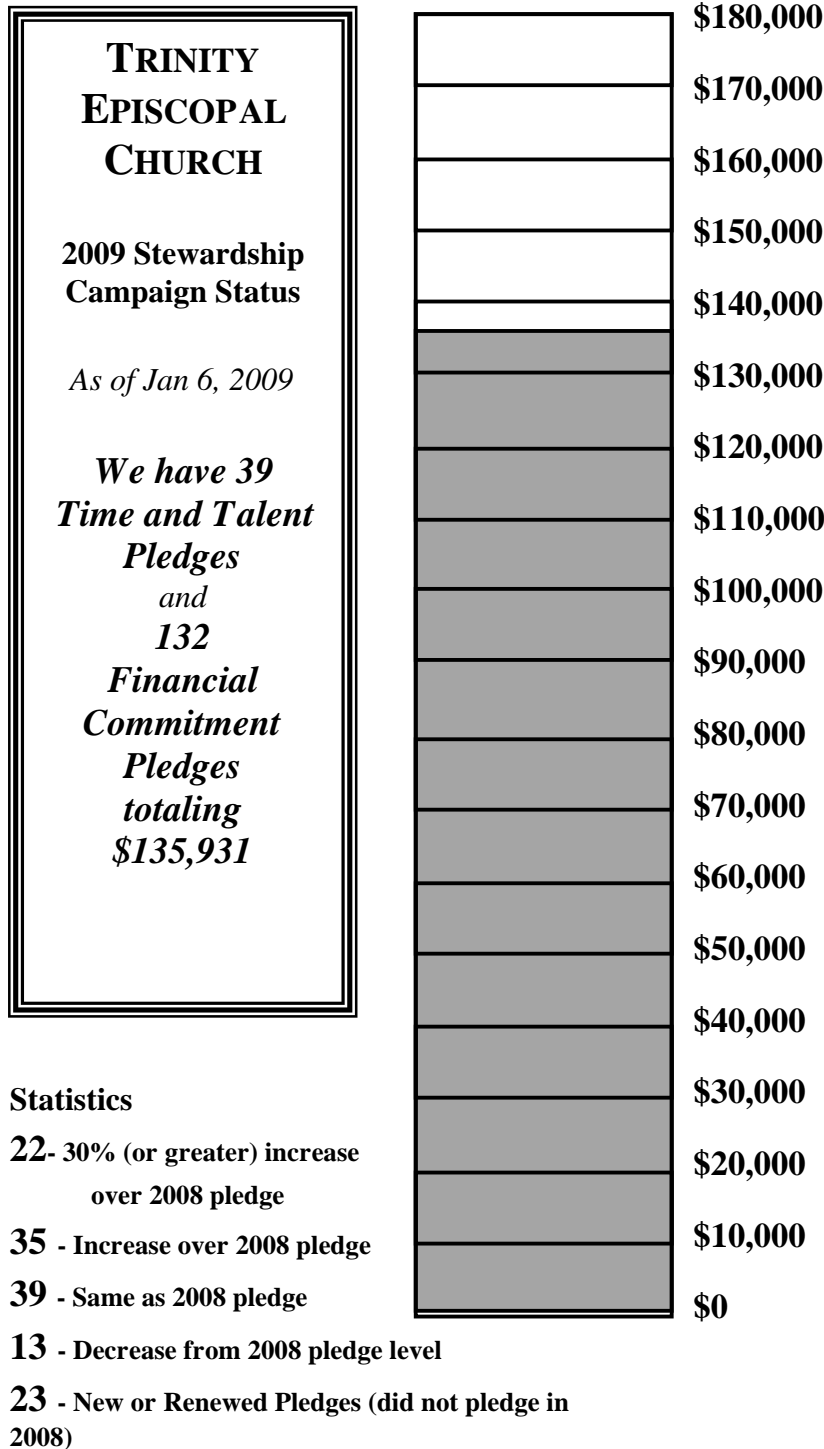 TRINITY
EPISCOPAL
CHURCH
2009 Stewardship
Campaign Status
As of Jan 6, 2009
We have 39
Time and Talent
Pledges
and
132
Financial
Commitment
Pledges
totaling
$135,931
$180,000
$170,000
$160,000
$150,000
$140,000
$130,000
$120,000
$110,000
$100,000
$90,000
$80,000
$70,000
$60,000
$50,000
$40,000
$30,000
$20,000
$10,000
$0
Statistics
22- 30% (or greater) increase
over 2008 pledge
35 - Increase over 2008 pledge
39 - Same as 2008 pledge
13 - Decrease from 2008 pledge level
23 - New or Renewed Pledges (did not pledge in
2008)